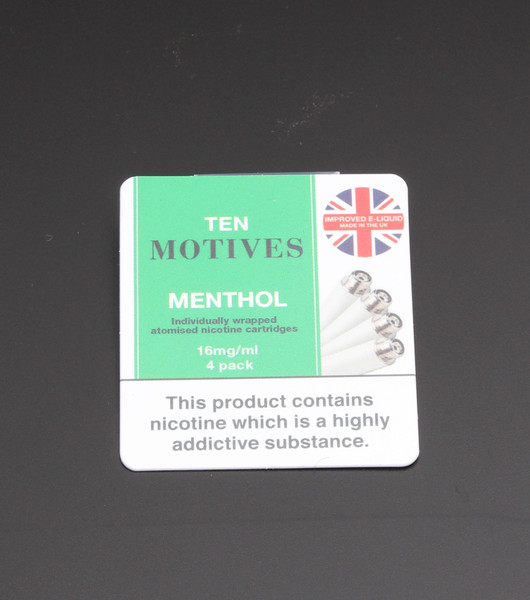 TEN
MOTIVES
MENTHOL
Individually wrapped
atomised nicotine cartridges
16mg/ml
4 pack
IMPROVED E-LIQUID
MADE IN THE UK
This product contains
nicotine which is a highly
addictive substance.